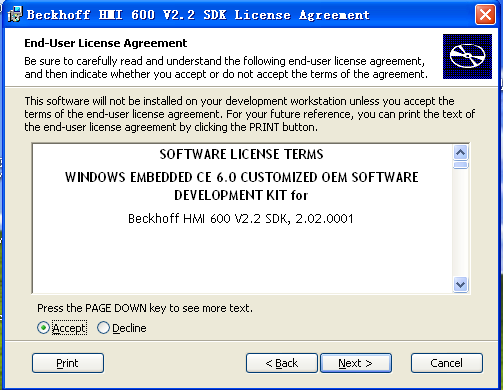 Beckhoff HMI 600 V2.2 SDK License Agreement
End-User License Agreement
Be sure to carefully read and understand the following end-user license agreement,
and then indicate whether you accept or do not accept the terms of the agreement.
This software will not be installed on your development workstation unless you accept the
terms of the end-user license agreement. For your future reference, you can print the text of
the end-user license agreement by clicking the PRINT button.
SOFTWARE LICENSE TERMS
WINDOWS EMBEDDED CE 6.0 CUSTOMIZED OEM SOFTWARE
DEVELOPMENT KIT for
Beckhoff HMI 600 V2.2 SDK, 2.02.0001
Press the PAGE DOWN key to see more text.
Accept Decline
Print < Back Next > Cancel